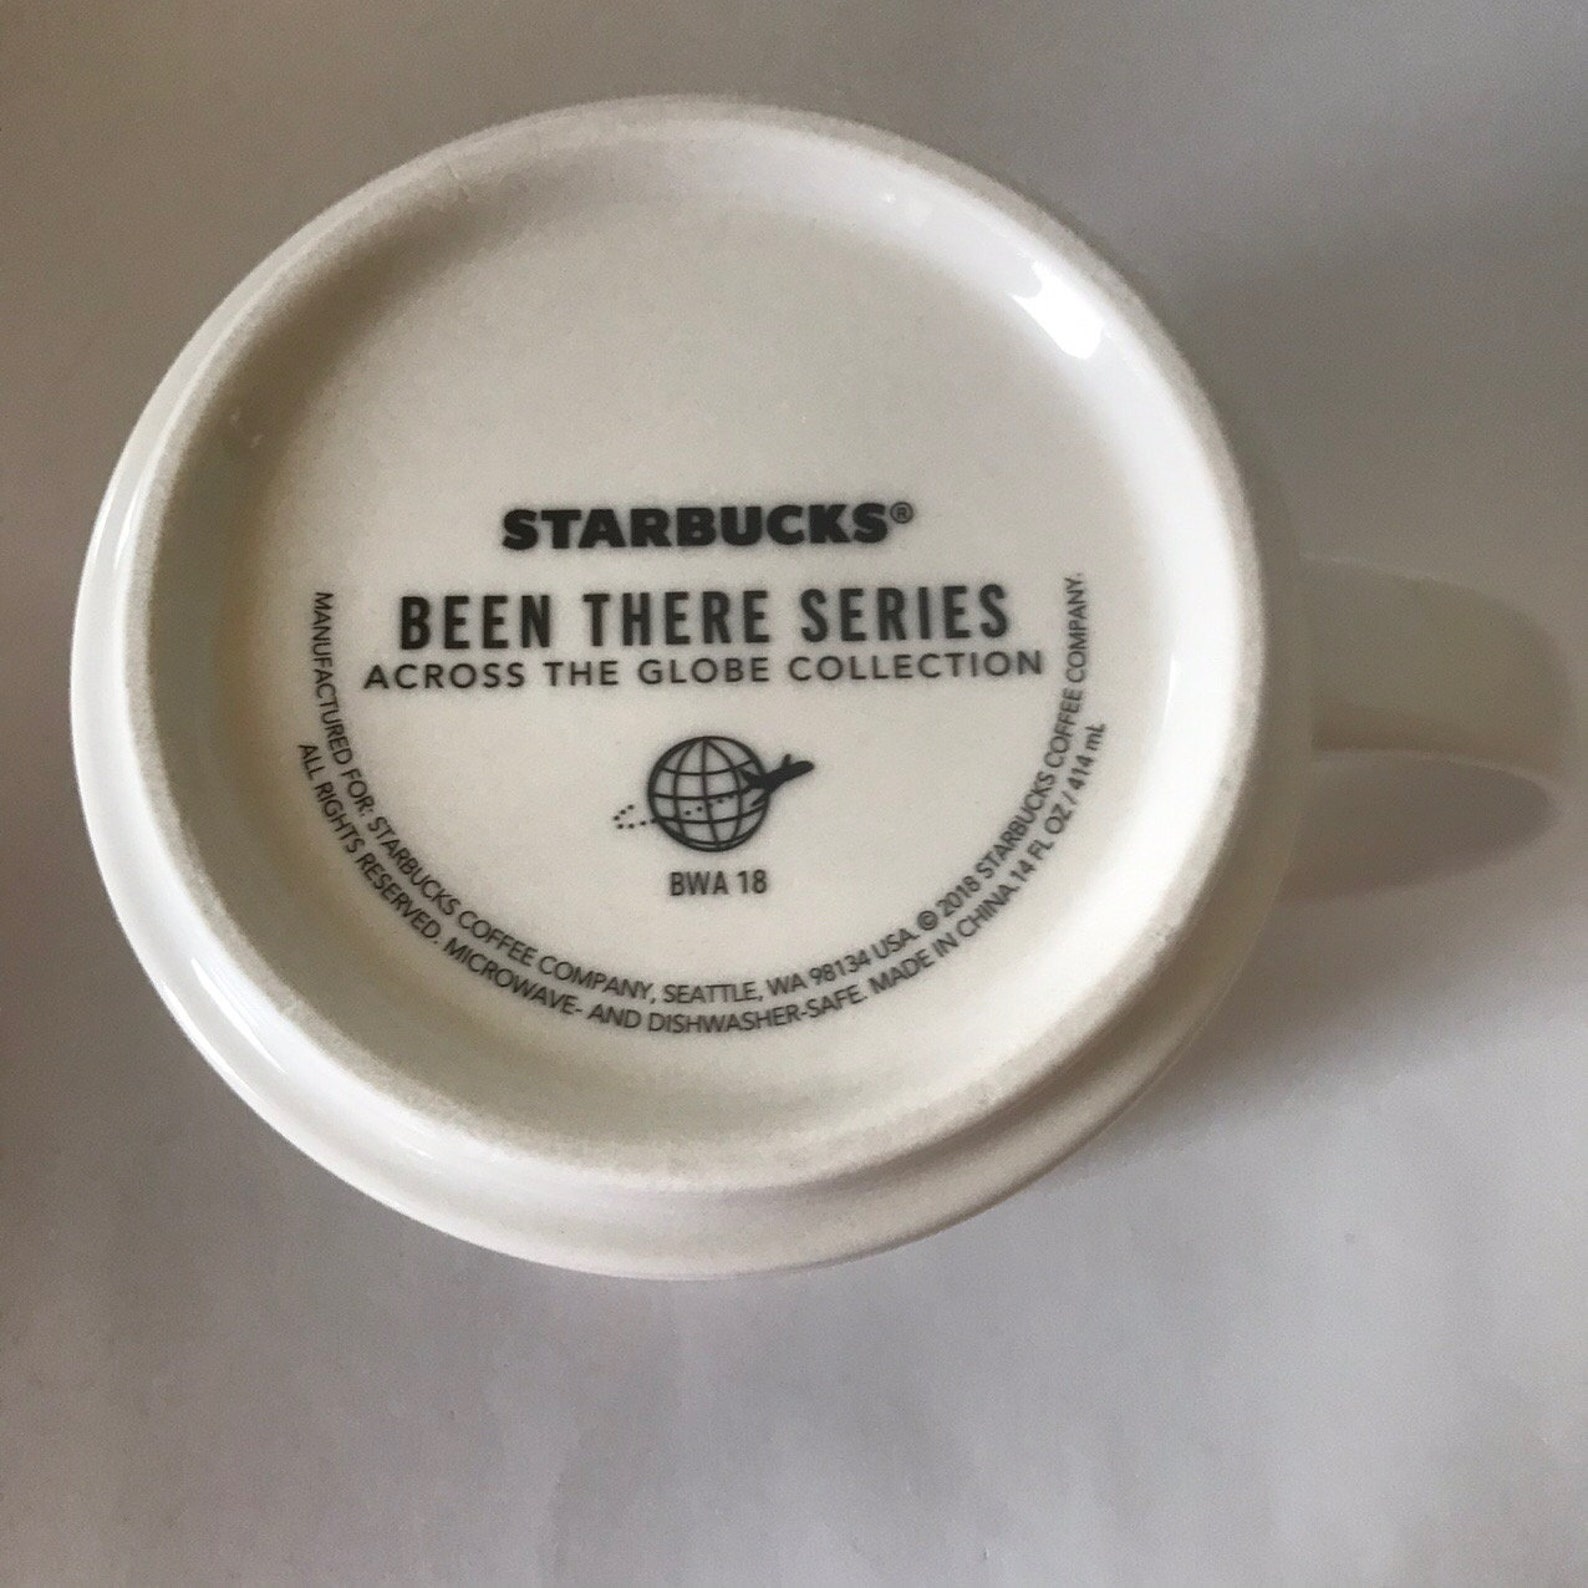 STARBUCKS®
BEEN THERE SERIES
ACROSS THE GLOBE COLLECTION
BWA 18
MANUFACTURED FOR: STARBUCKS COFFEE COMPANY, SEATTLE, WA 98134 USA. © 2018 STARBUCKS COFFEE COMPANY.
ALL RIGHTS RESERVED. MICROWAVE- AND DISHWASHER-SAFE. MADE IN CHINA. 14 FL OZ / 414 mL